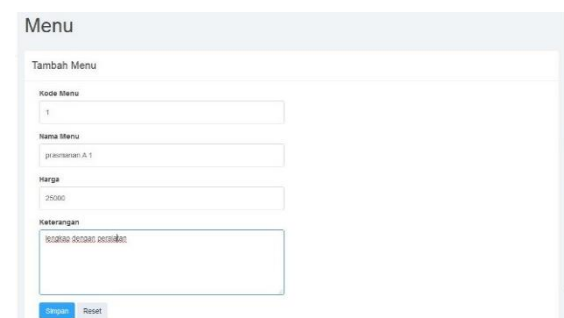 Menu
Tambah Menu
Kode Menu
1
Nama Menu
prasmanan A 1
Harga
25000
Keterangan
lengkap dengan peralatan
Simpan Reset